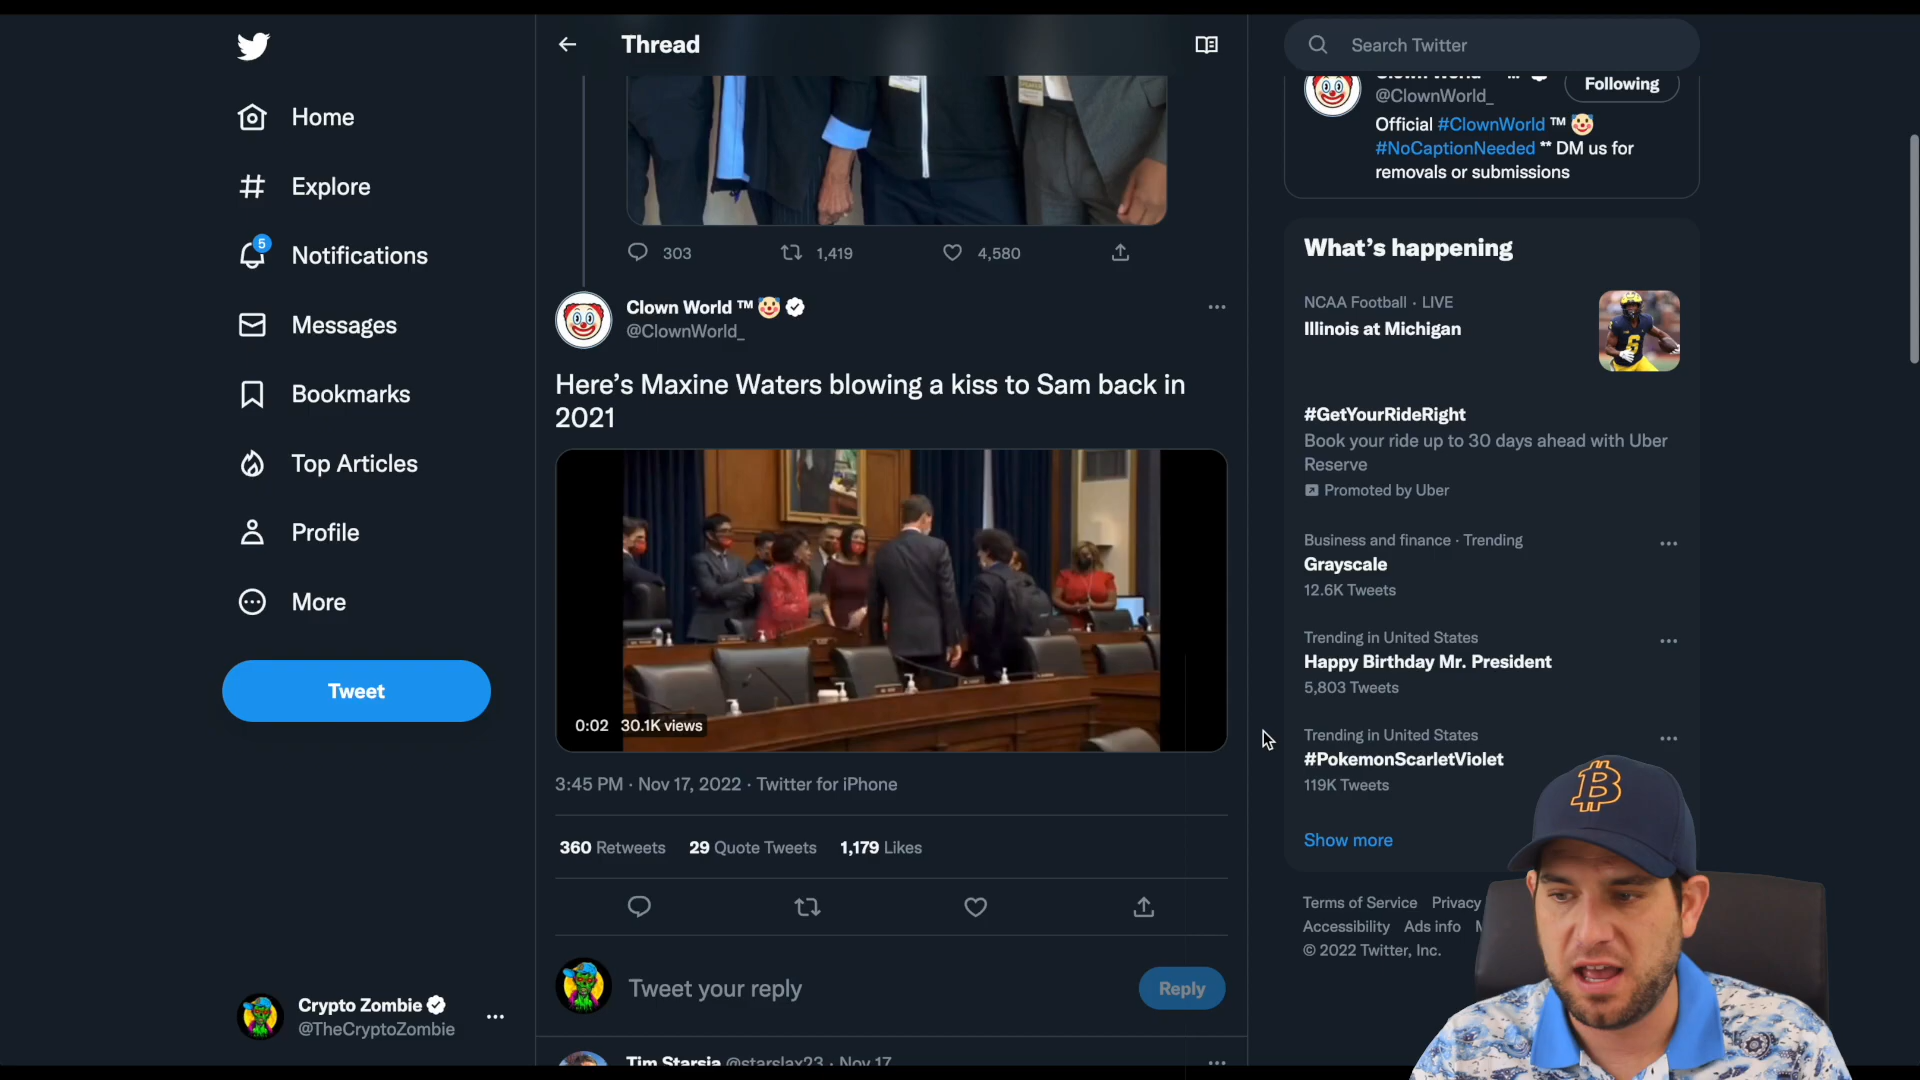 Thread
Search Twitter
Home
Explore
5
Notifications
Messages
Bookmarks
Top Articles
Profile
More
Tweet
Crypto Zombie
@TheCryptoZombie
303
1,419
4,580
Clown World ™
@ClownWorld_
Here’s Maxine Waters blowing a kiss to Sam back in
2021
0:02 30.1K views
3:45 PM · Nov 17, 2022 · Twitter for iPhone
360 Retweets 29 Quote Tweets 1,179 Likes
Tweet your reply
Reply
Tim Starsia @starslax23 · Nov 17
@ClownWorld_
Following
Official #ClownWorld ™
#NoCaptionNeeded ** DM us for
removals or submissions
What’s happening
NCAA Football · LIVE
Illinois at Michigan
#GetYourRideRight
Book your ride up to 30 days ahead with Uber
Reserve
Promoted by Uber
Business and finance · Trending
Grayscale
12.6K Tweets
Trending in United States
Happy Birthday Mr. President
5,803 Tweets
Trending in United States
#PokemonScarletViolet
119K Tweets
Show more
Terms of Service Privacy
Accessibility Ads info
© 2022 Twitter, Inc.